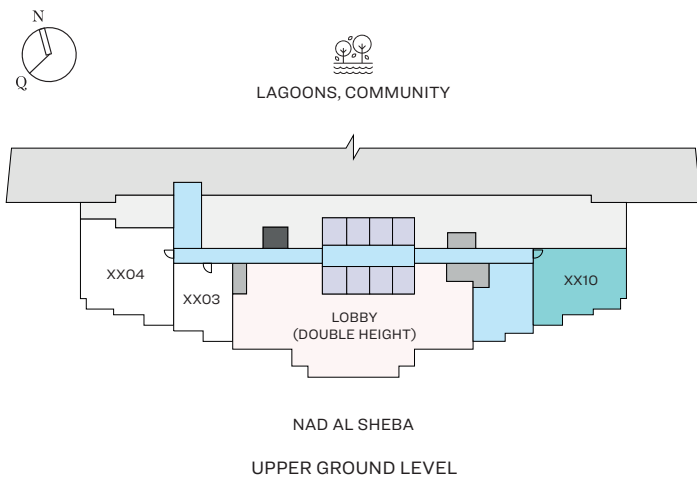 N
Q
LAGOONS, COMMUNITY
XX04
XX03
LOBBY
(DOUBLE HEIGHT)
XX10
NAD AL SHEBA
UPPER GROUND LEVEL